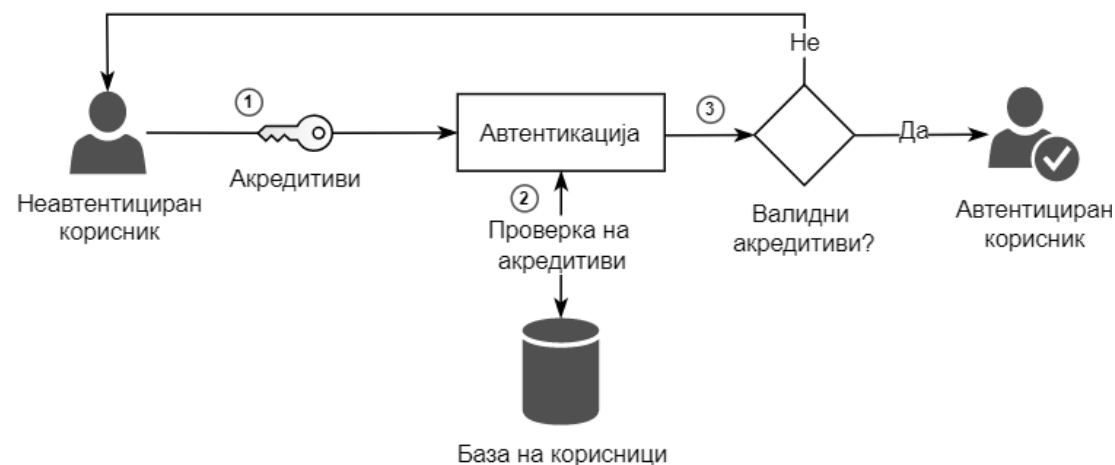 Не
1
Автентикација
3
Да
Акредитиви
Неавтентициран
корисник
2
Проверка на
акредитиви
Валидни
акредитиви?
Автентициран
корисник
База на корисници